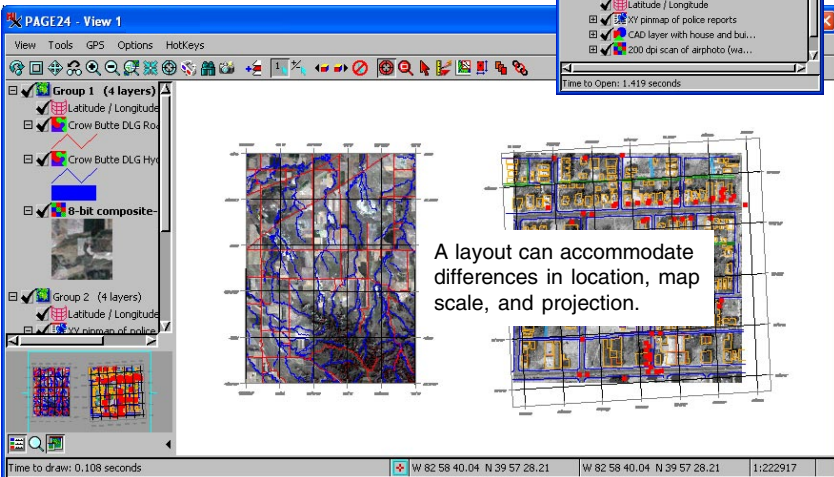 PAGE24 - View 1
View Tools GPS Options HotKeys
Latitude / Longitude
XY pinmap of police reports
CAD layer with house and bui...
200 dpi scan of airphoto (wa...
Time to Open: 1.419 seconds
Group 1 (4 layers)
Latitude / Longitude
Crow Butte DLG Roa
Crow Butte DLG Hyd
8-bit composite-
Group 2 (4 layers)
Latitude / Longitude
XY pinmap of police
A layout can accommodate
differences in location, map
scale, and projection.
Time to draw: 0.108 seconds
W 82 58 40.04 N 39 57 28.21
W 82 58 40.04 N 39 57 28.21
1:222917